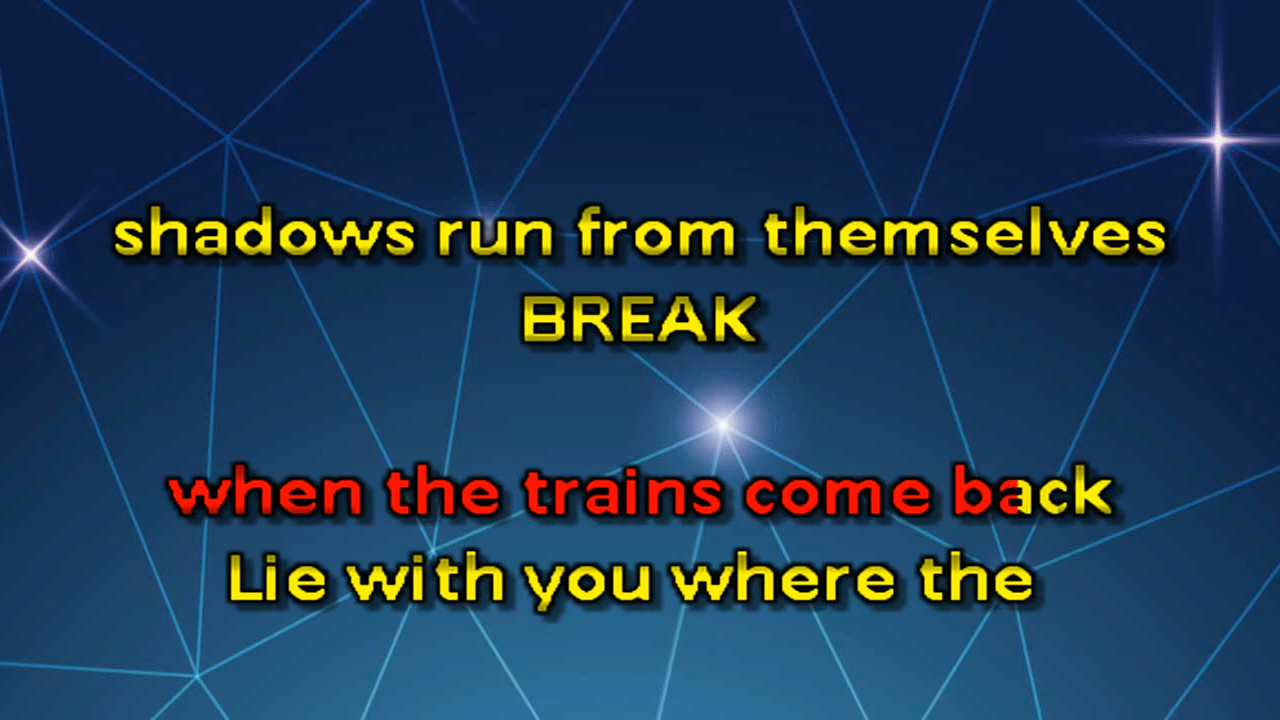 shadows run from themselves
BREAK
when the trains come back
Lie with you where the